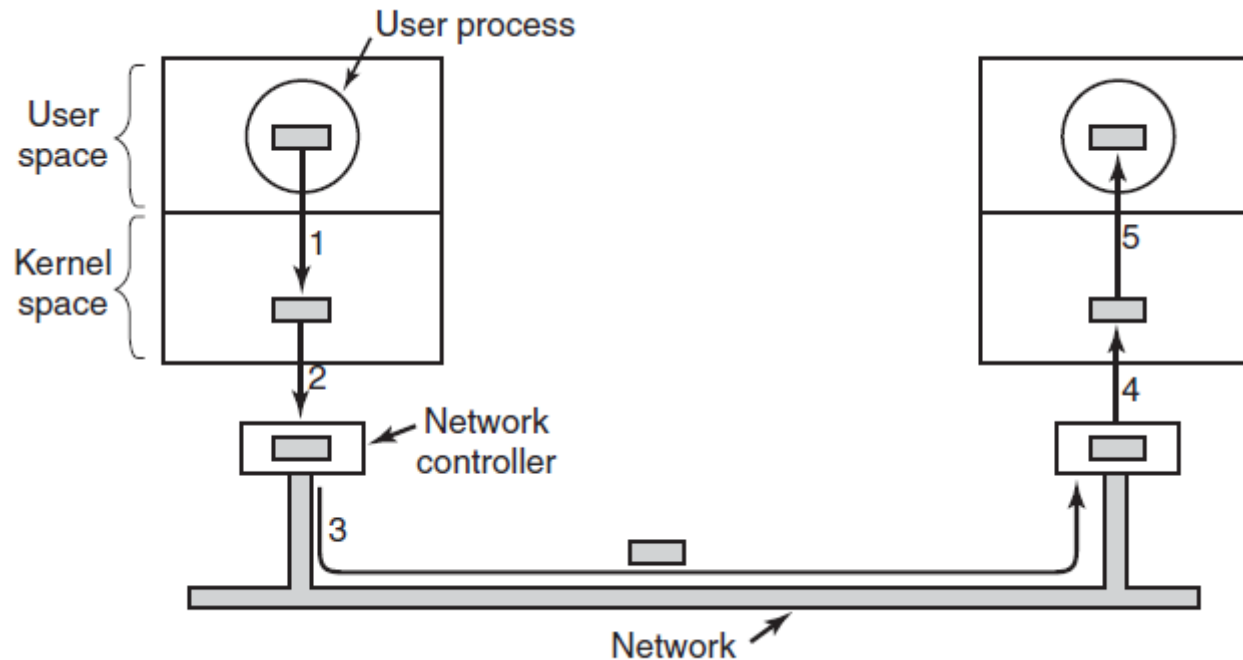 User process
User
space
1
5
Kernel
space
2
4
Network
controller
3
Network